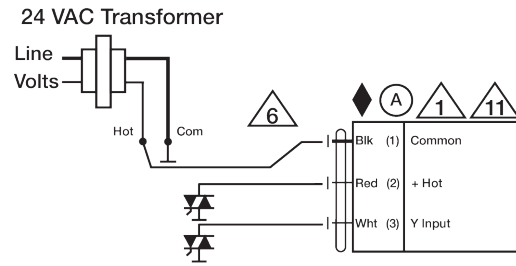 24 VAC Transformer
Line
Volts
Hot
Com
6
A
1
11
Blk (1) Common
Red (2) + Hot
Wht (3) Y Input